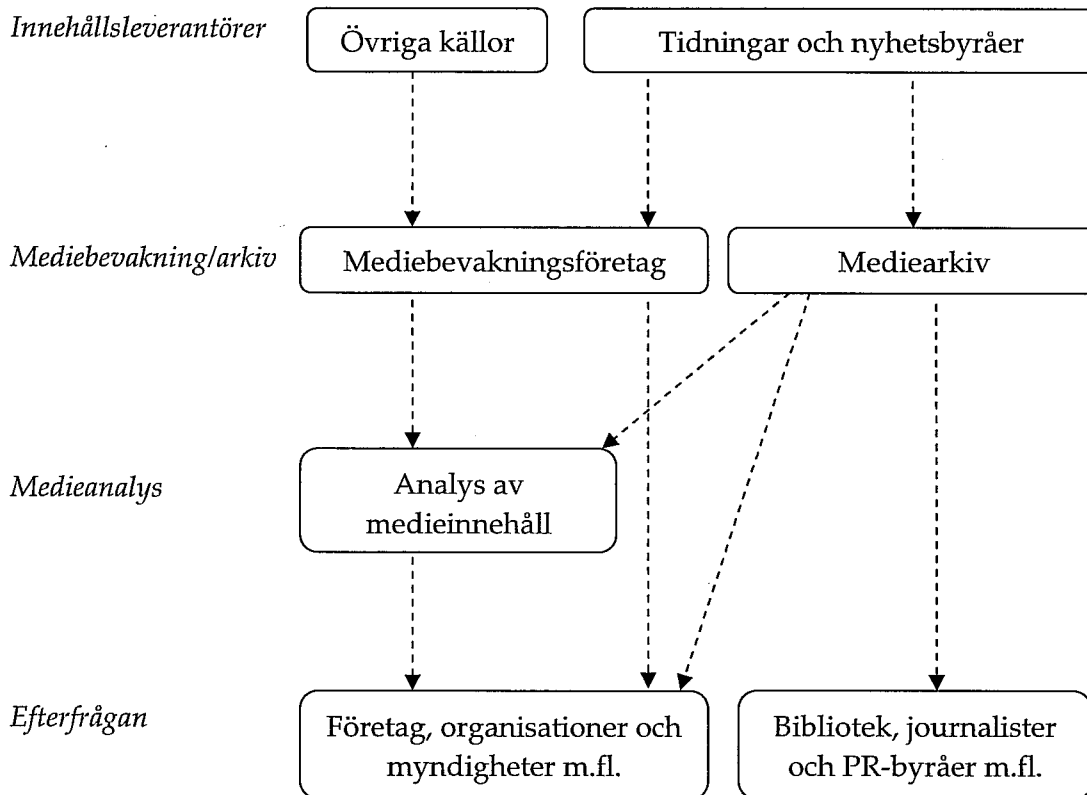 Innehållsleverantörer
Övriga källor
Tidningar och nyhetsbyråer
Mediebevakning/arkiv
Mediebevakningsföretag
Mediearkiv
Medieanalys
Analys av
medieinnehåll
Efterfrågan
Företag, organisationer och
myndigheter m.fl.
Bibliotek, journalister
och PR-byråer m.fl.